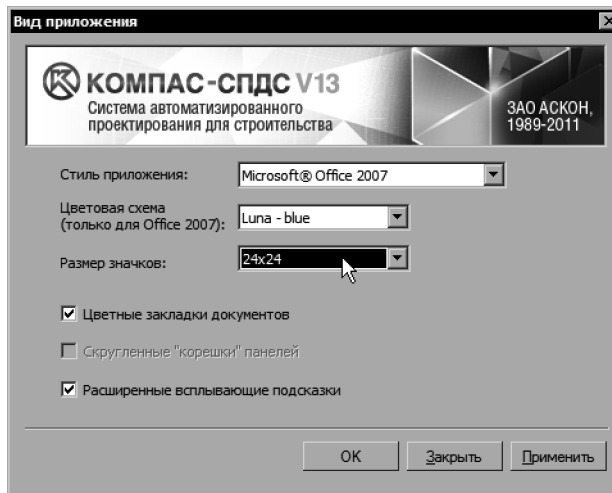 Вид приложения
КОМПАС-СПДС V13
Система автоматизированного
проектирования для строительства
ЗАО АСКОН,
1989-2011
Стиль приложения:
Microsoft® Office 2007
Цветовая схема
(только для Office 2007):
Luna - blue
Размер значков:
24x24
Цветные закладки документов
Скругленные "корешки" панелей
Расширенные всплывающие подсказки
OK
Закрыть
Применить